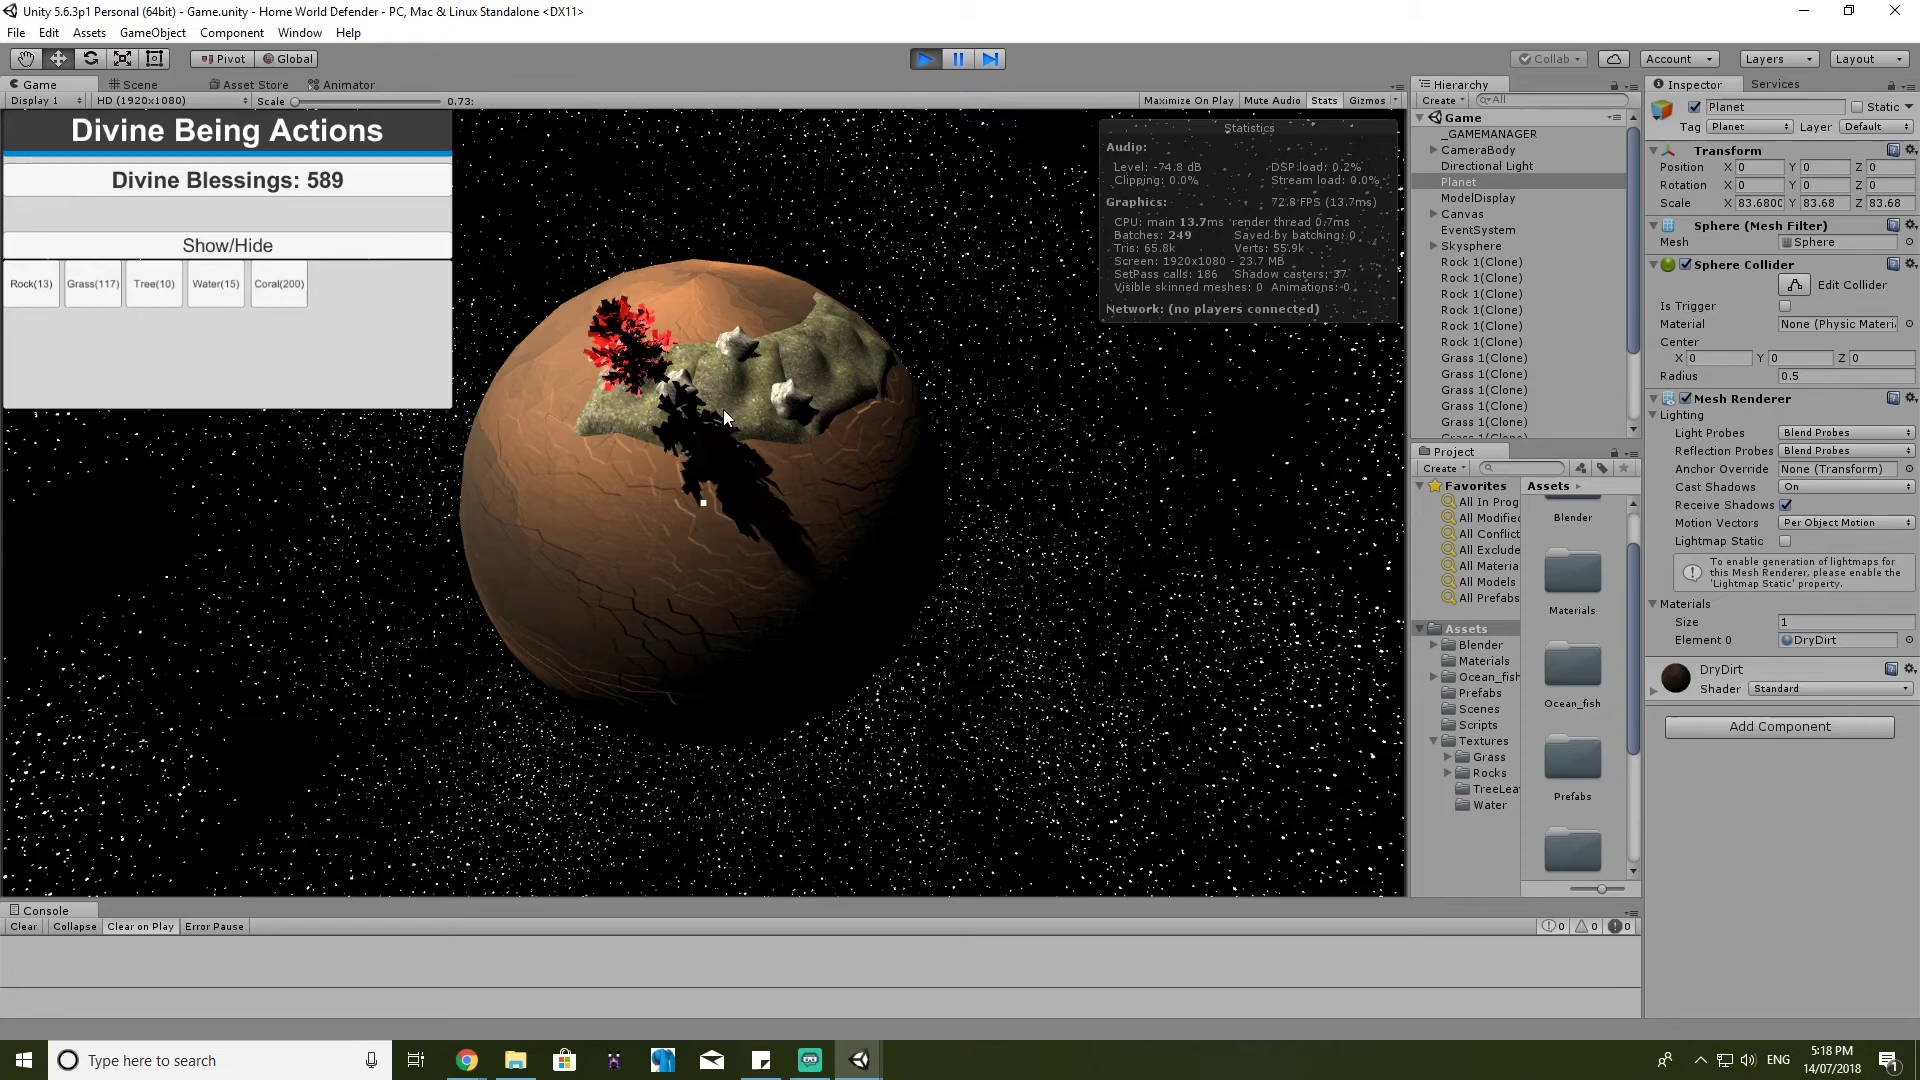 Unity 5.6.3p1 Personal (64bit) - Game.unity - Home World Defender - PC, Mac & Linux Standalone <DX11>
File Edit Assets GameObject Component Window Help
Pivot Global Collab Account Layers Layout
Game Scene Asset Store Animator
Display 1 HD (1920x1080) Scale 0.73: Maximize On Play Mute Audio Stats Gizmos
Divine Being Actions
Divine Blessings: 589
Show/Hide
Rock(13) Grass(117) Tree(10) Water(15) Coral(200)
Statistics
Audio:
Level: -74.8 dB DSP load: 0.2%
Clipping: 0.0% Stream load: 0.0%
Graphics: 72.8 FPS (13.7ms)
CPU: main 13.7ms render thread 0.7ms
Batches: 249 Saved by batching: 0
Tris: 65.8k Verts: 55.9k
Screen: 1920x1080 - 23.7 MB
SetPass calls: 186 Shadow casters: 37
Visible skinned meshes: 0 Animations: 0
Network: (no players connected)
Hierarchy
Create All
Game
_GAMEMANAGER
CameraBody
Directional Light
Planet
ModelDisplay
Canvas
EventSystem
Skysphere
Rock 1(Clone)
Rock 1(Clone)
Rock 1(Clone)
Rock 1(Clone)
Rock 1(Clone)
Rock 1(Clone)
Grass 1(Clone)
Grass 1(Clone)
Grass 1(Clone)
Grass 1(Clone)
Grass 1(Clone)
Project
Create
Favorites
All In Prog
All Modified
All Conflict
All Exclude
All Materia
All Models
All Prefabs
Assets
Blender
Materials
Ocean_fish
Prefabs
Scenes
Scripts
Textures
Grass
Rocks
TreeLea
Water
Assets
Blender
Materials
Ocean_fish
Prefabs
Inspector Services
Planet Static
Tag Planet Layer Default
Transform
Position X 0 Y 0 Z 0
Rotation X 0 Y 0 Z 0
Scale X 83.680 Y 83.68 Z 83.68
Sphere (Mesh Filter)
Mesh Sphere
Sphere Collider
Edit Collider
Is Trigger
Material None (Physic Materi
Center
X 0 Y 0 Z 0
Radius 0.5
Mesh Renderer
Lighting
Light Probes Blend Probes
Reflection Probes Blend Probes
Anchor Override None (Transform)
Cast Shadows On
Receive Shadows
Motion Vectors Per Object Motion
Lightmap Static
To enable generation of lightmaps for
this Mesh Renderer, please enable the
'Lightmap Static' property.
Materials
Size 1
Element 0 DryDirt
DryDirt
Shader Standard
Add Component
Console
Clear Collapse Clear on Play Error Pause 0 0 0
Type here to search
ENG
5:18 PM
14/07/2018
1